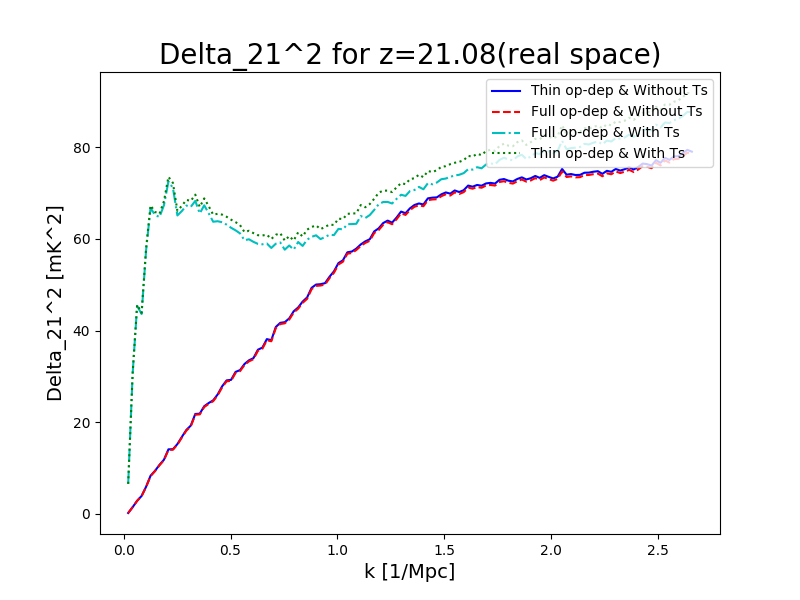 Delta_21^2 for z=21.08(real space)
Thin op-dep & Without Ts
Full op-dep & Without Ts
Full op-dep & With Ts
Thin op-dep & With Ts
Delta_21^2 [mK^2]
80
60
40
20
0
0.0 0.5 1.0 1.5 2.0 2.5
k [1/Mpc]